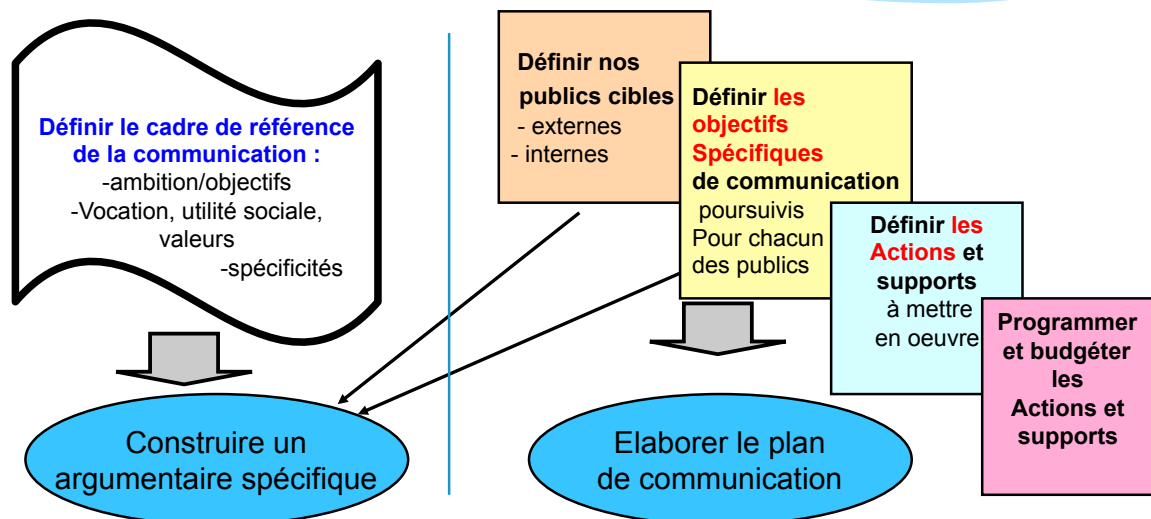 Définir le cadre de référence
de la communication :
-ambition/objectifs
-Vocation, utilité sociale,
valeurs
-spécificités
Construire un
argumentaire spécifique
Définir nos
publics cibles
- externes
- internes
Définir les
objectifs
Spécifiques
de communication
poursuivis
Pour chacun
des publics
Définir les
Actions et
supports
à mettre
en oeuvre
Programmer
et budgéter
les
Actions et
supports
Elaborer le plan
de communication